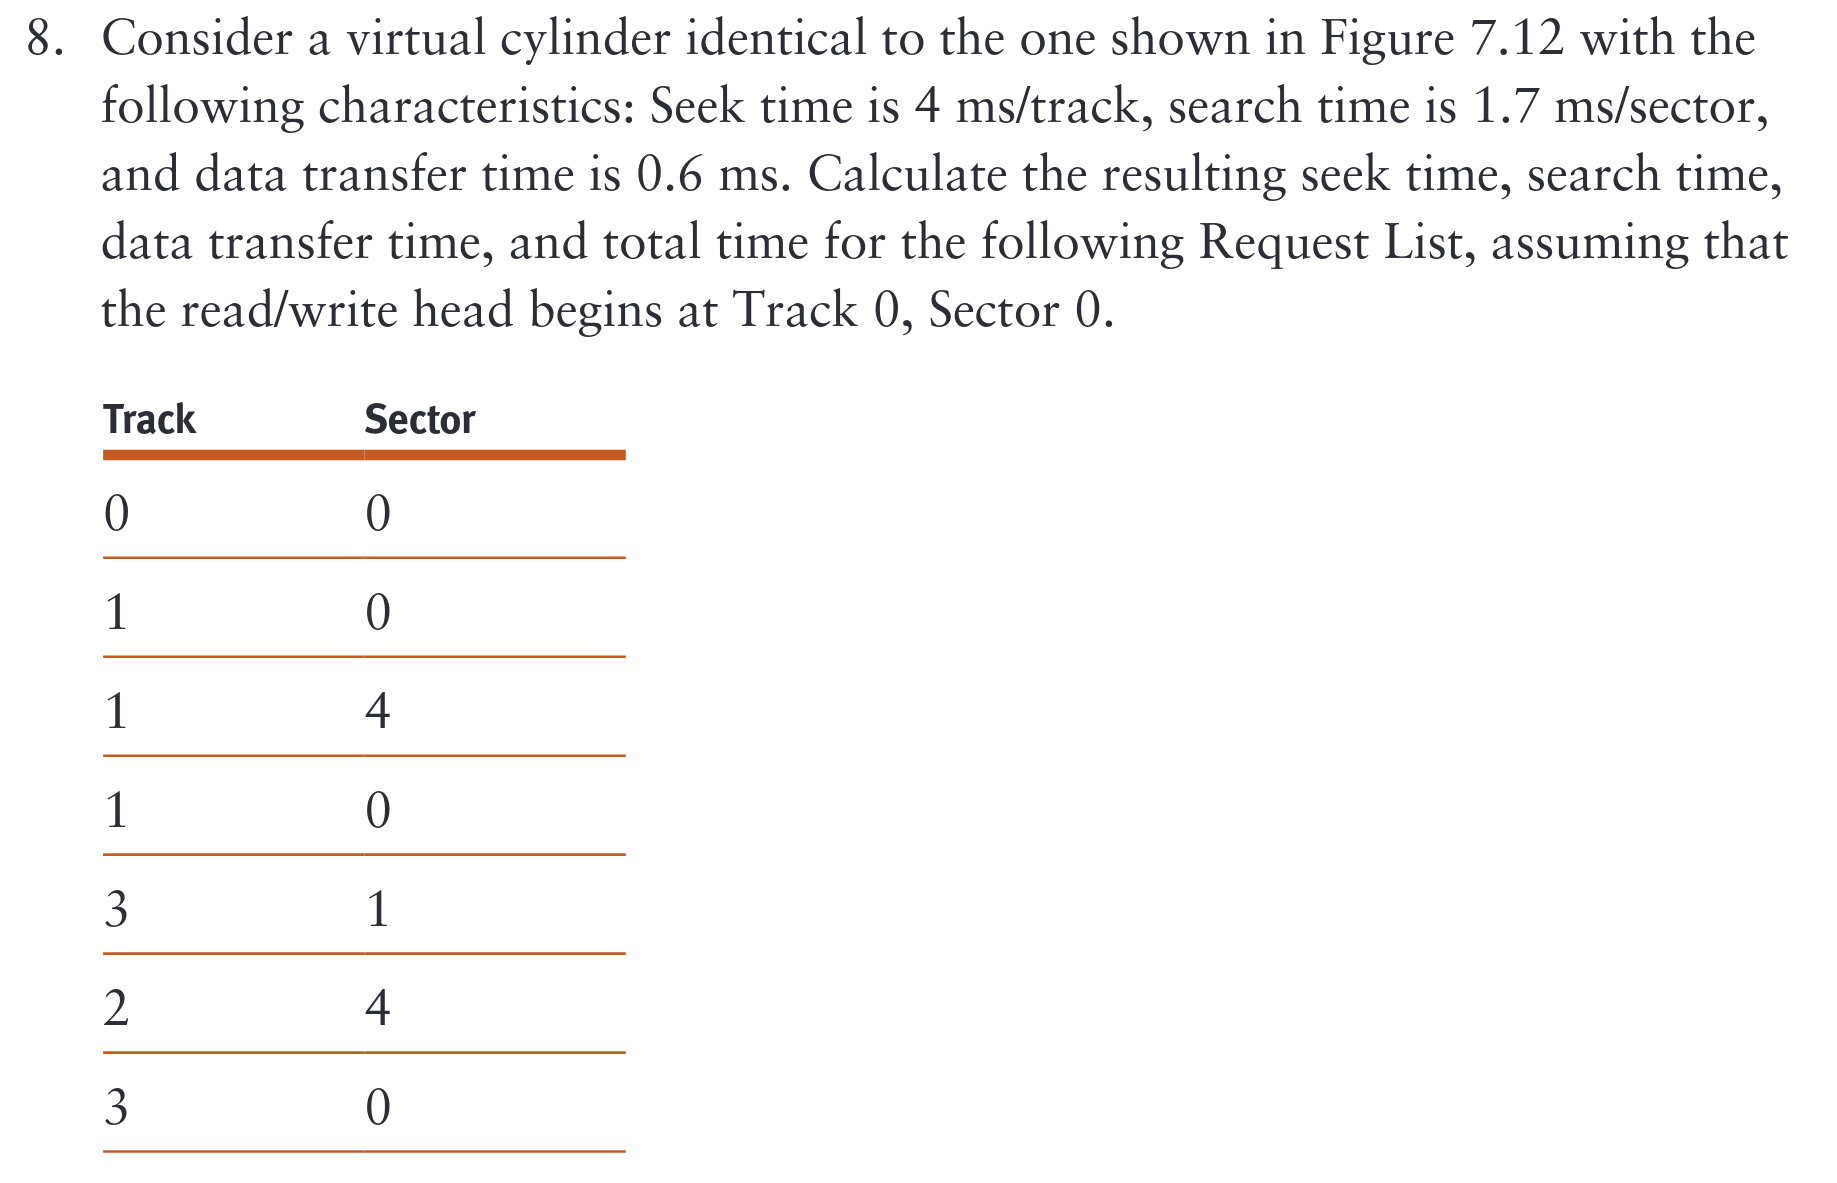 8. Consider a virtual cylinder identical to the one shown in Figure 7.12 with the
following characteristics: Seek time is 4 ms/track, search time is 1.7 ms/sector,
and data transfer time is 0.6 ms. Calculate the resulting seek time, search time,
data transfer time, and total time for the following Request List, assuming that
the read/write head begins at Track 0, Sector 0.
Track Sector
0 0
1 0
1 4
1 0
3 1
2 4
3 0